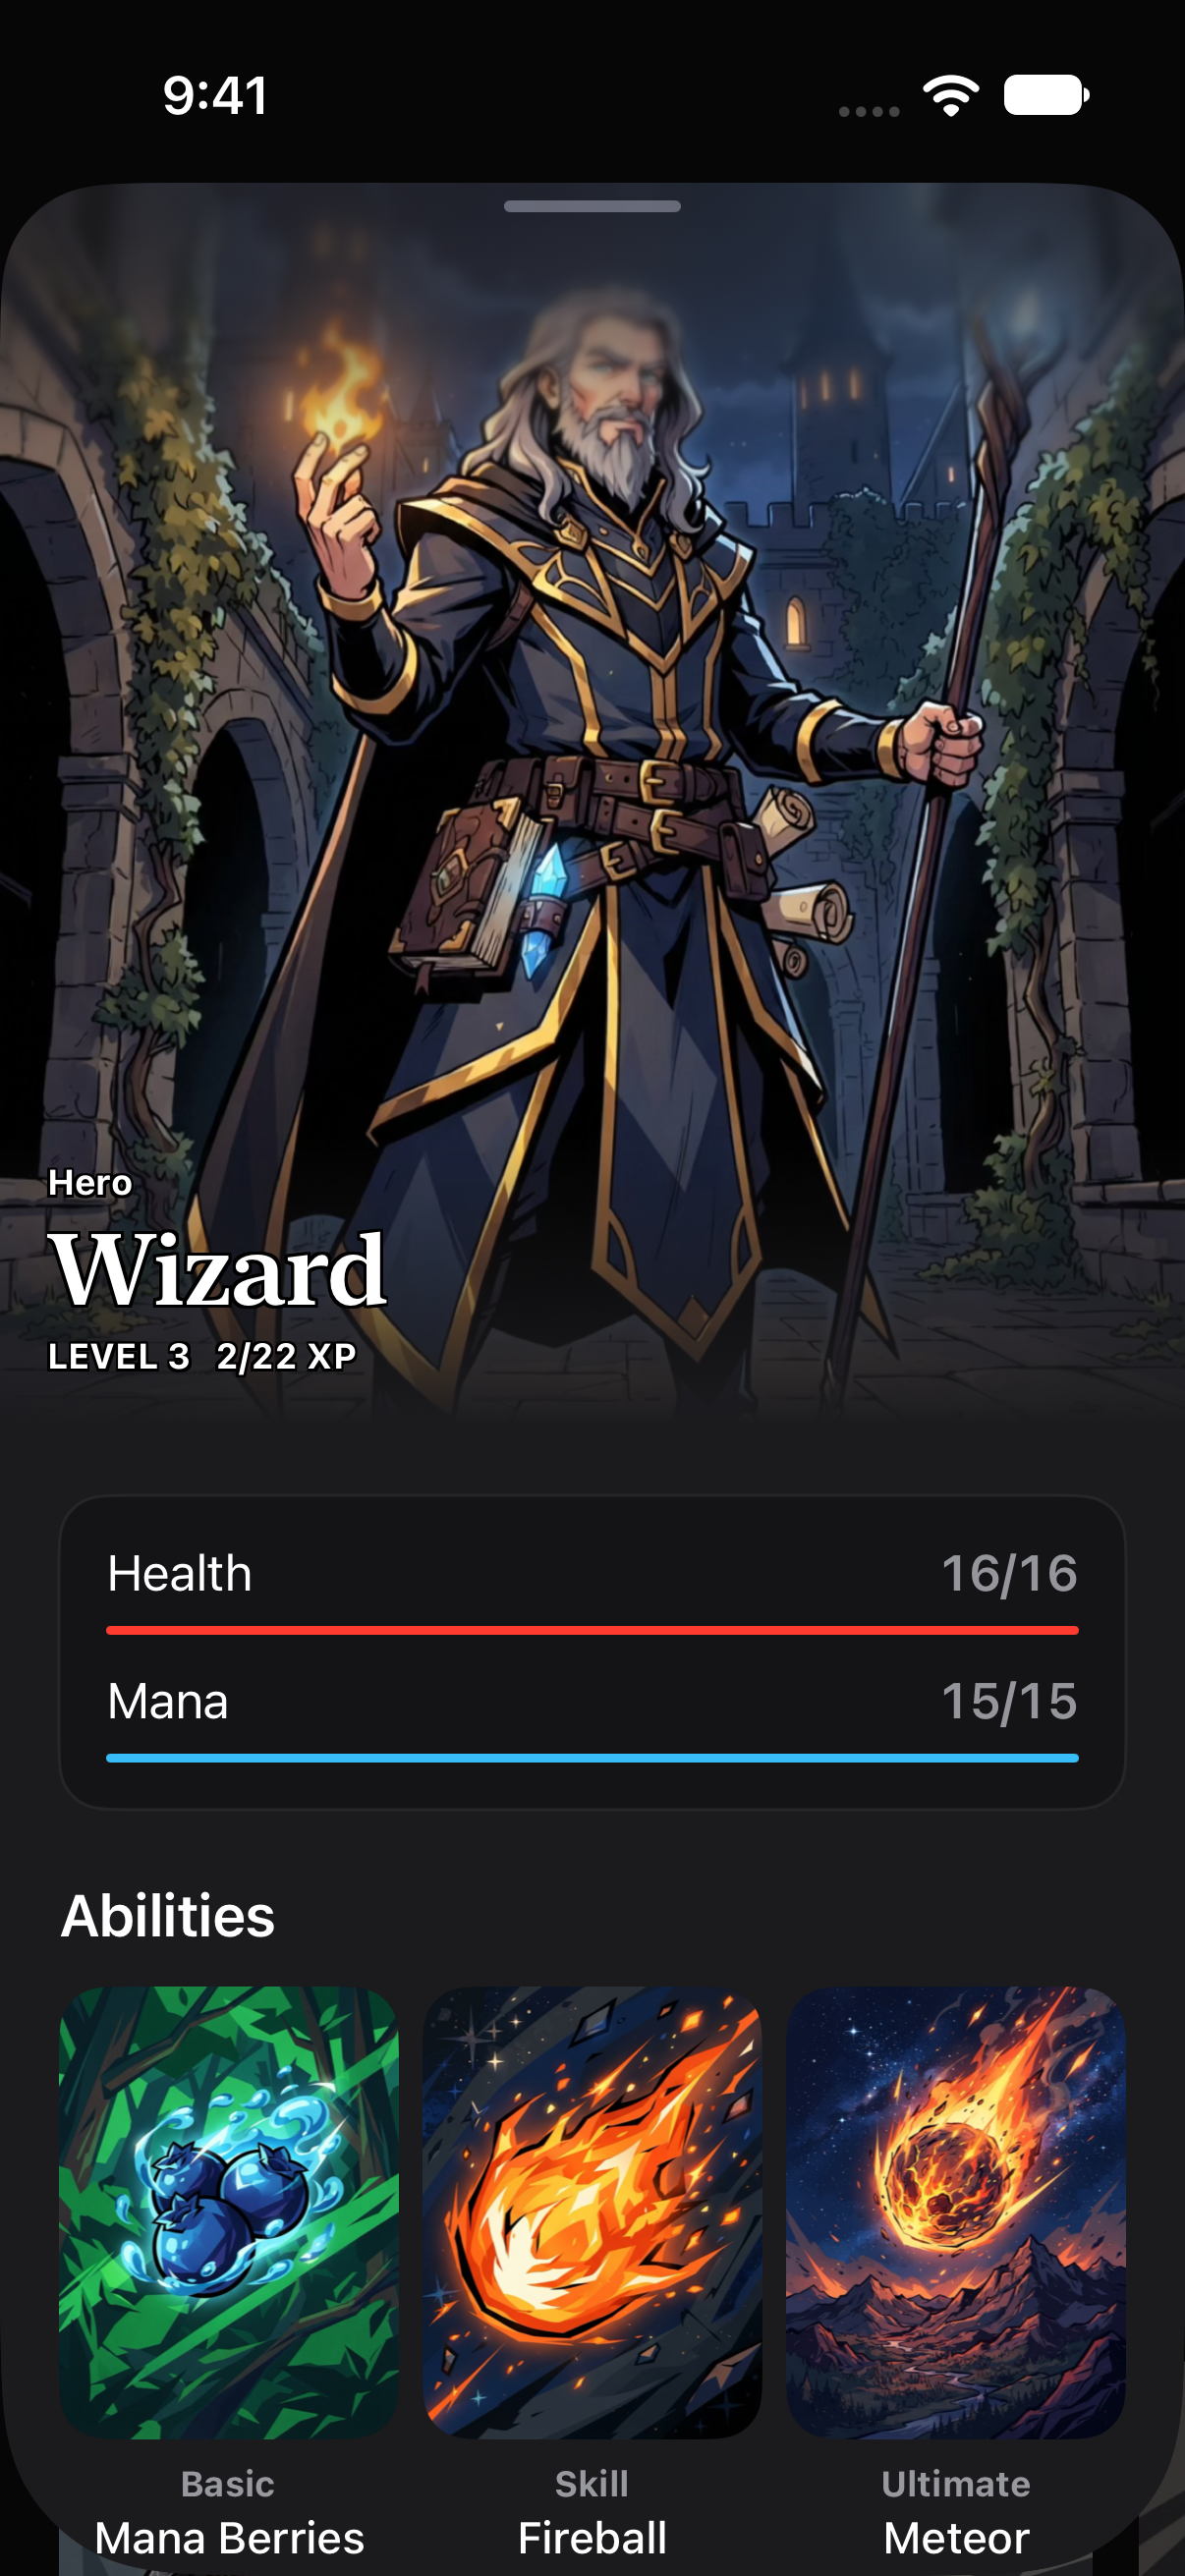 9:41
Hero
Wizard
LEVEL 3 2/22 XP
Health 16/16
Mana 15/15
Abilities
Basic Skill Ultimate
Mana Berries Fireball Meteor